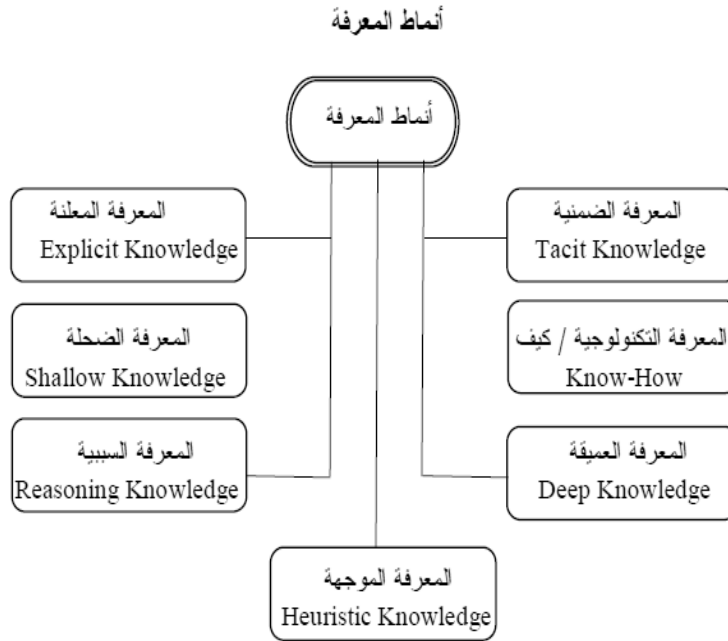 أنماط المعرفة
أنماط المعرفة
المعرفة الضمنية
Tacit Knowledge
المعرفة المعلنة
Explicit Knowledge
المعرفة التكنولوجية / كيف
Know-How
المعرفة الضحلة
Shallow Knowledge
المعرفة العميقة
Deep Knowledge
المعرفة السببية
Reasoning Knowledge
المعرفة الموجهة
Heuristic Knowledge